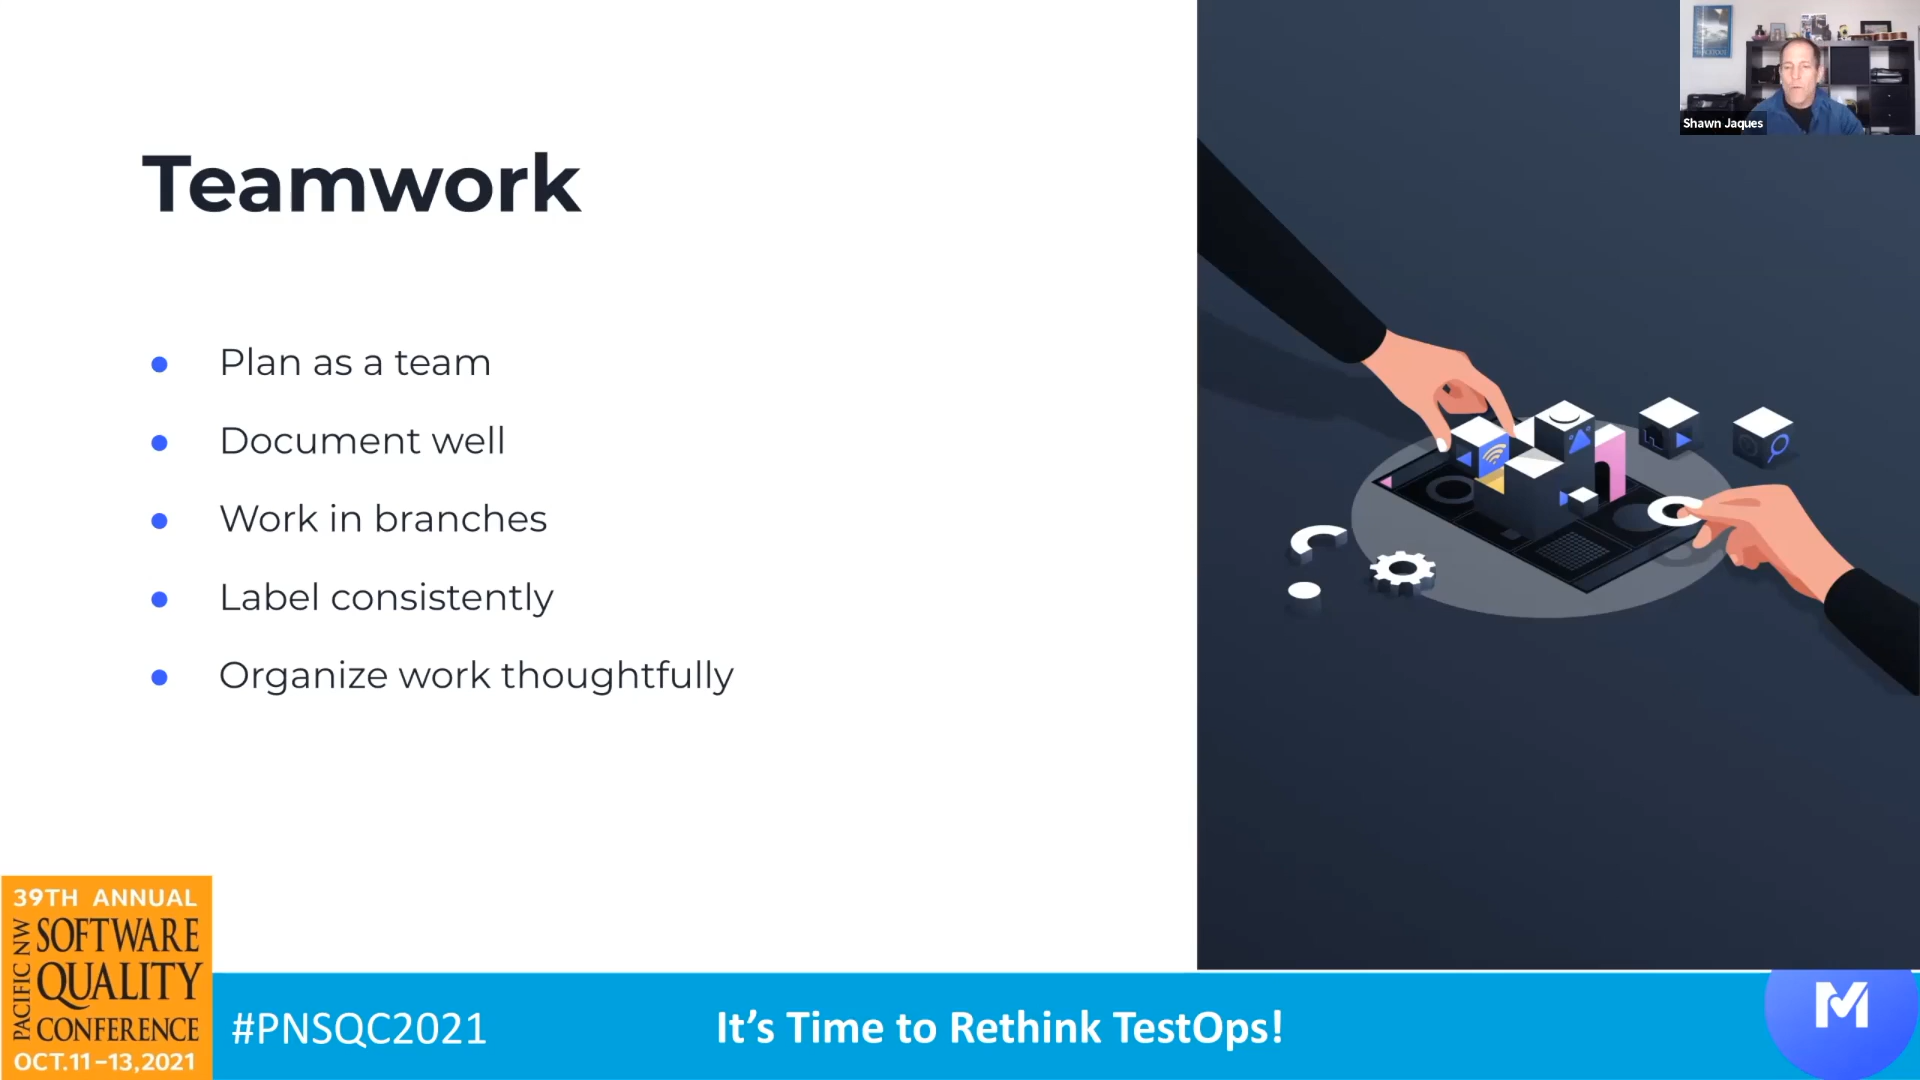 Shawn Jaques
Teamwork
Plan as a team
Document well
Work in branches
Label consistently
Organize work thoughtfully
39TH ANNUAL
PACIFIC NW
SOFTWARE
QUALITY
CONFERENCE
OCT.11–13,2021
#PNSQC2021
It’s Time to Rethink TestOps!
M